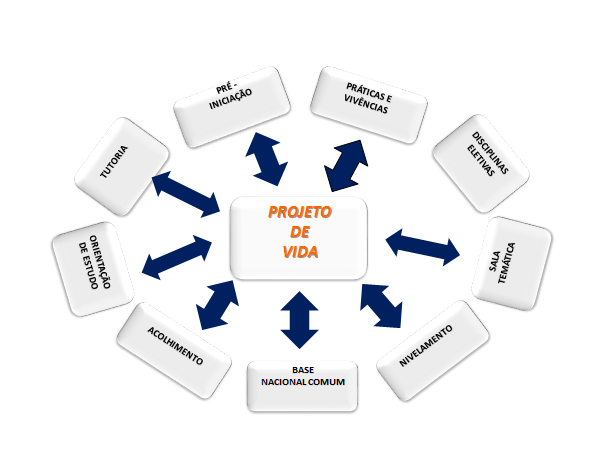 PRÉ -
INICIAÇÃO
PRÁTICAS E
VIVÊNCIAS
DISCIPLINAS
ELETIVAS
TUTORIA
PROJETO
DE
VIDA
ORIENTAÇÃO
DE ESTUDO
SALA
TEMÁTICA
ACOLHIMENTO
NIVELAMENTO
BASE
NACIONAL COMUM